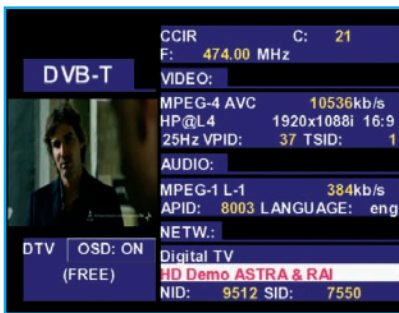 CCIR C: 21
F: 474.00 MHz
DVB-T
VIDEO:
MPEG-4 AVC 10536kb/s
HP@L4 1920x1088i 16:9
25Hz VPID: 37 TSID: 1
AUDIO:
MPEG-1 L-1 384kb/s
APID: 8003 LANGUAGE: eng
NETW.:
DTV OSD: ON
(FREE)
Digital TV
HD Demo ASTRA & RAI
NID: 9512 SID: 7550